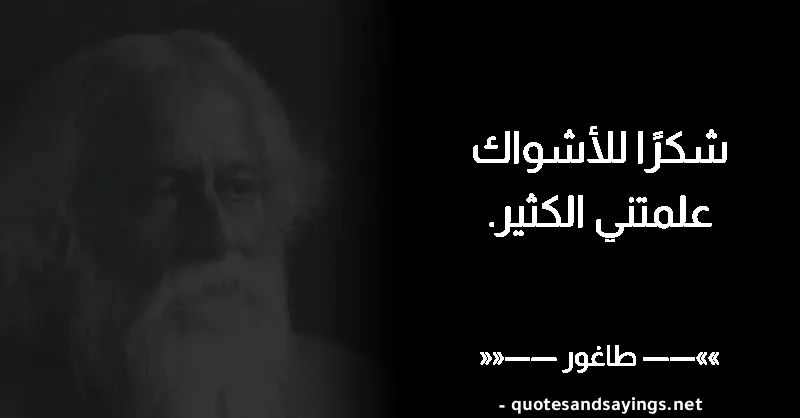 شكرًا للأشواك
علمتني الكثير.
»»—— طاغور ——««
- quotesandsayings.net